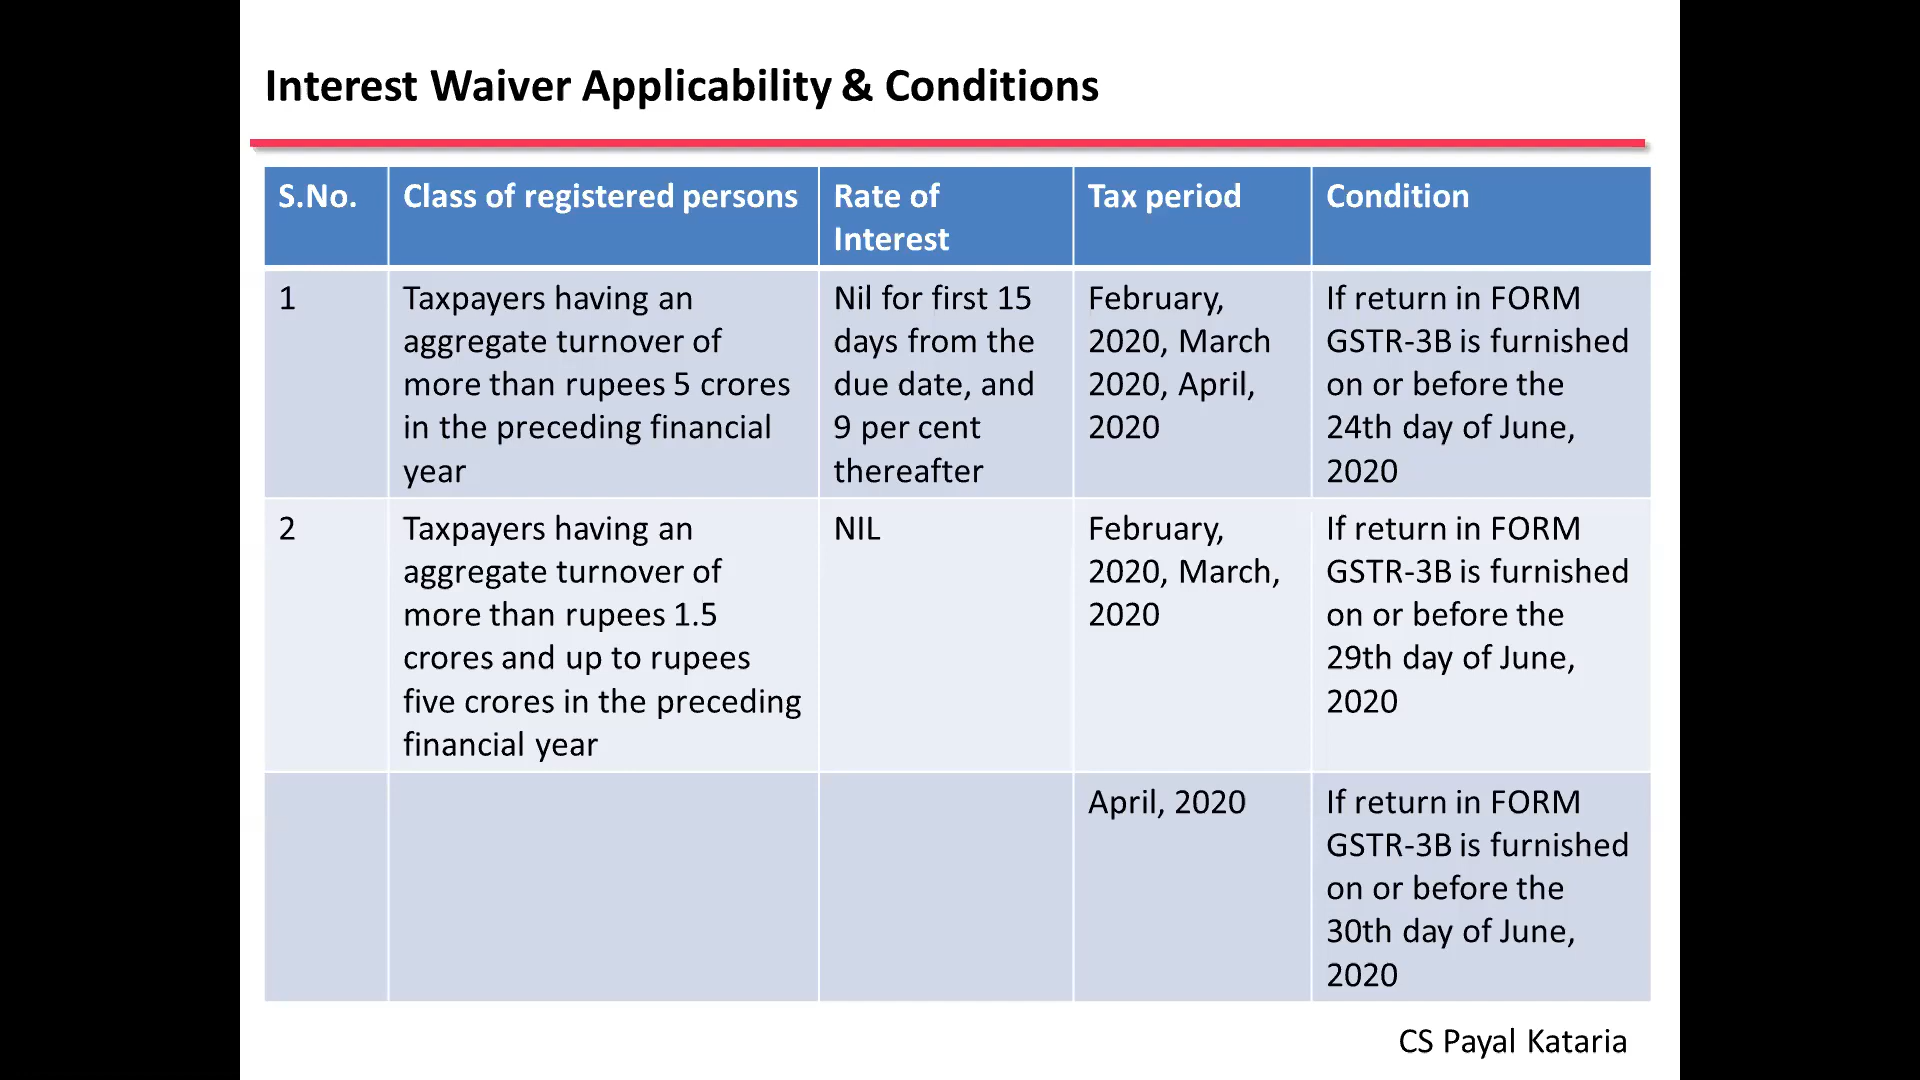 Interest Waiver Applicability & Conditions
S.No.
Class of registered persons
Rate of
Interest
Tax period
Condition
1
Taxpayers having an
aggregate turnover of
more than rupees 5 crores
in the preceding financial
year
Nil for first 15
days from the
due date, and
9 per cent
thereafter
February,
2020, March
2020, April,
2020
If return in FORM
GSTR-3B is furnished
on or before the
24th day of June,
2020
2
Taxpayers having an
aggregate turnover of
more than rupees 1.5
crores and up to rupees
five crores in the preceding
financial year
NIL
February,
2020, March,
2020
If return in FORM
GSTR-3B is furnished
on or before the
29th day of June,
2020
April, 2020
If return in FORM
GSTR-3B is furnished
on or before the
30th day of June,
2020
CS Payal Kataria